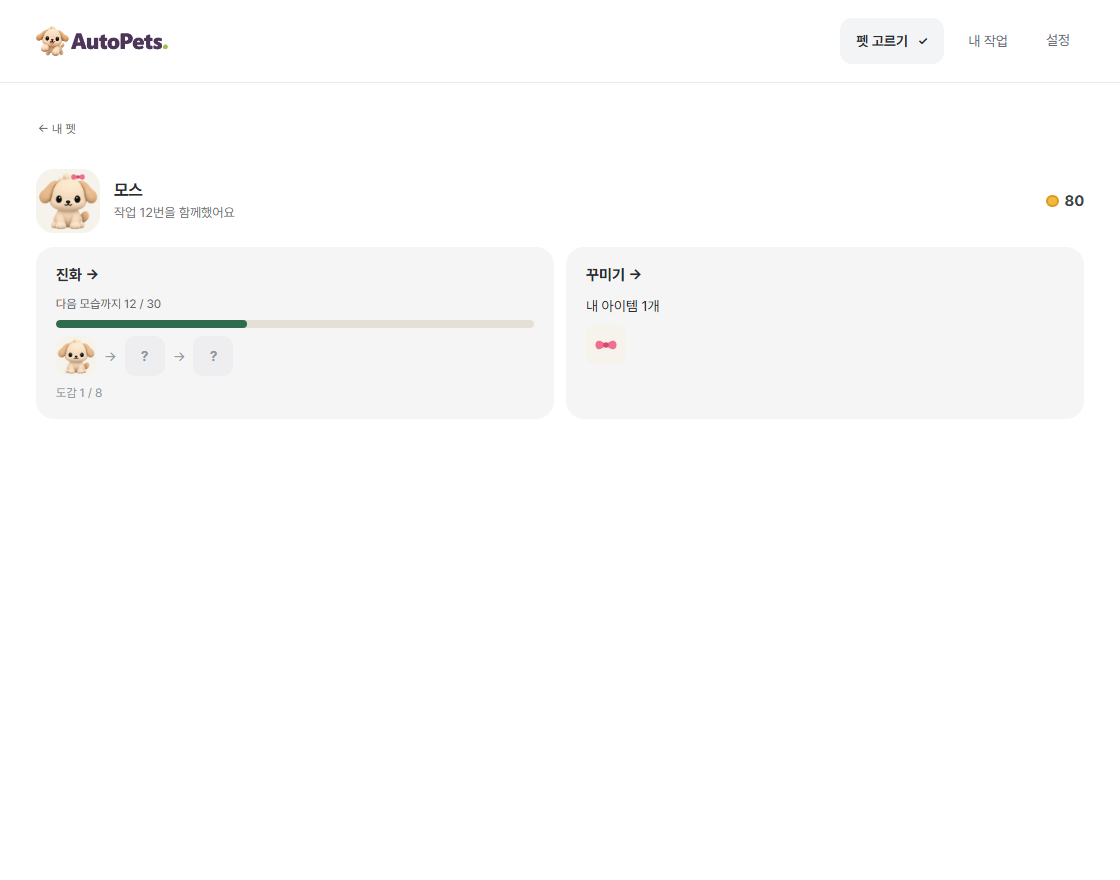 AutoPets.
펫 고르기 ✓
내 작업
설정
← 내 펫
모스
작업 12번을 함께했어요
80
진화 →
다음 모습까지 12 / 30
→ ? → ?
도감 1 / 8
꾸미기 →
내 아이템 1개